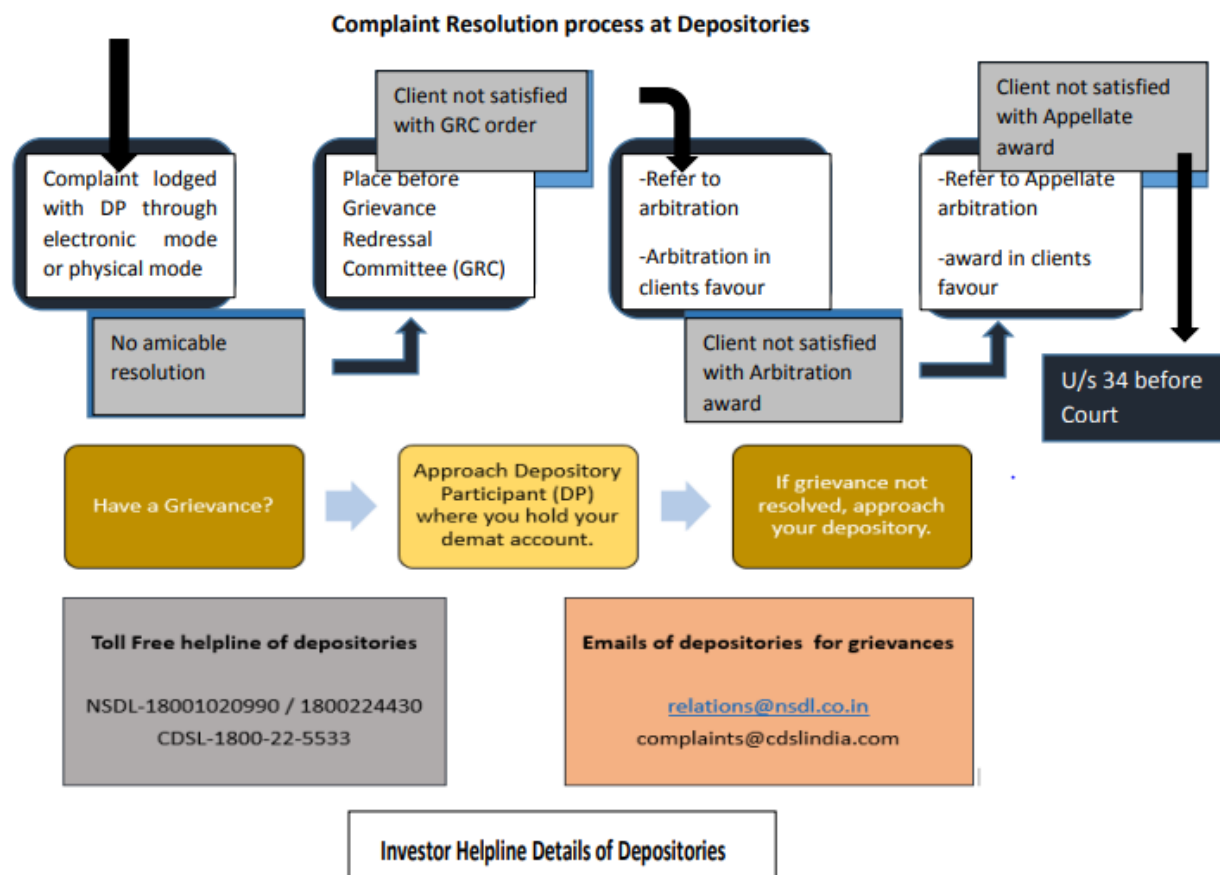 Complaint Resolution process at Depositories
Complaint lodged
with DP through
electronic mode
or physical mode
No amicable
resolution
Place before
Grievance
Redressal
Committee (GRC)
Client not satisfied
with GRC order
-Refer to
arbitration
-Arbitration in
clients favour
Client not satisfied
with Arbitration
award
-Refer to Appellate
arbitration
-award in clients
favour
Client not satisfied
with Appellate
award
U/s 34 before
Court
Have a Grievance?
Approach Depository
Participant (DP)
where you hold your
demat account.
If grievance not
resolved, approach
your depository.
Toll Free helpline of depositories
NSDL-18001020990 / 1800224430
CDSL-1800-22-5533
Emails of depositories for grievances
relations@nsdl.co.in
complaints@cdslindia.com
Investor Helpline Details of Depositories